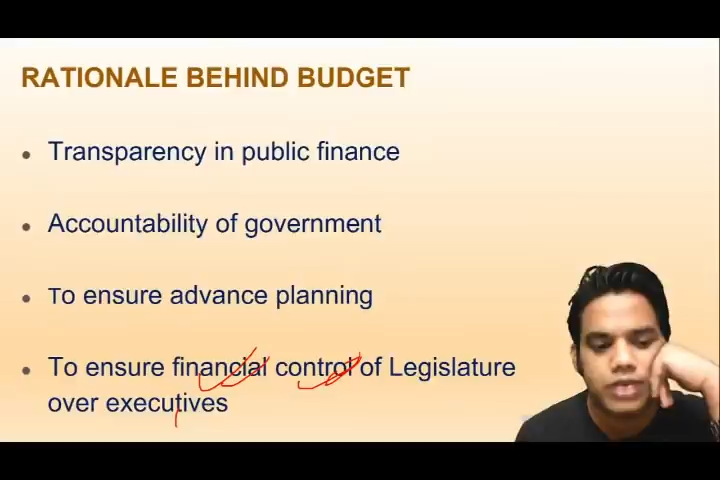 RATIONALE BEHIND BUDGET
• Transparency in public finance
• Accountability of government
• To ensure advance planning
• To ensure financial control of Legislature
over executives